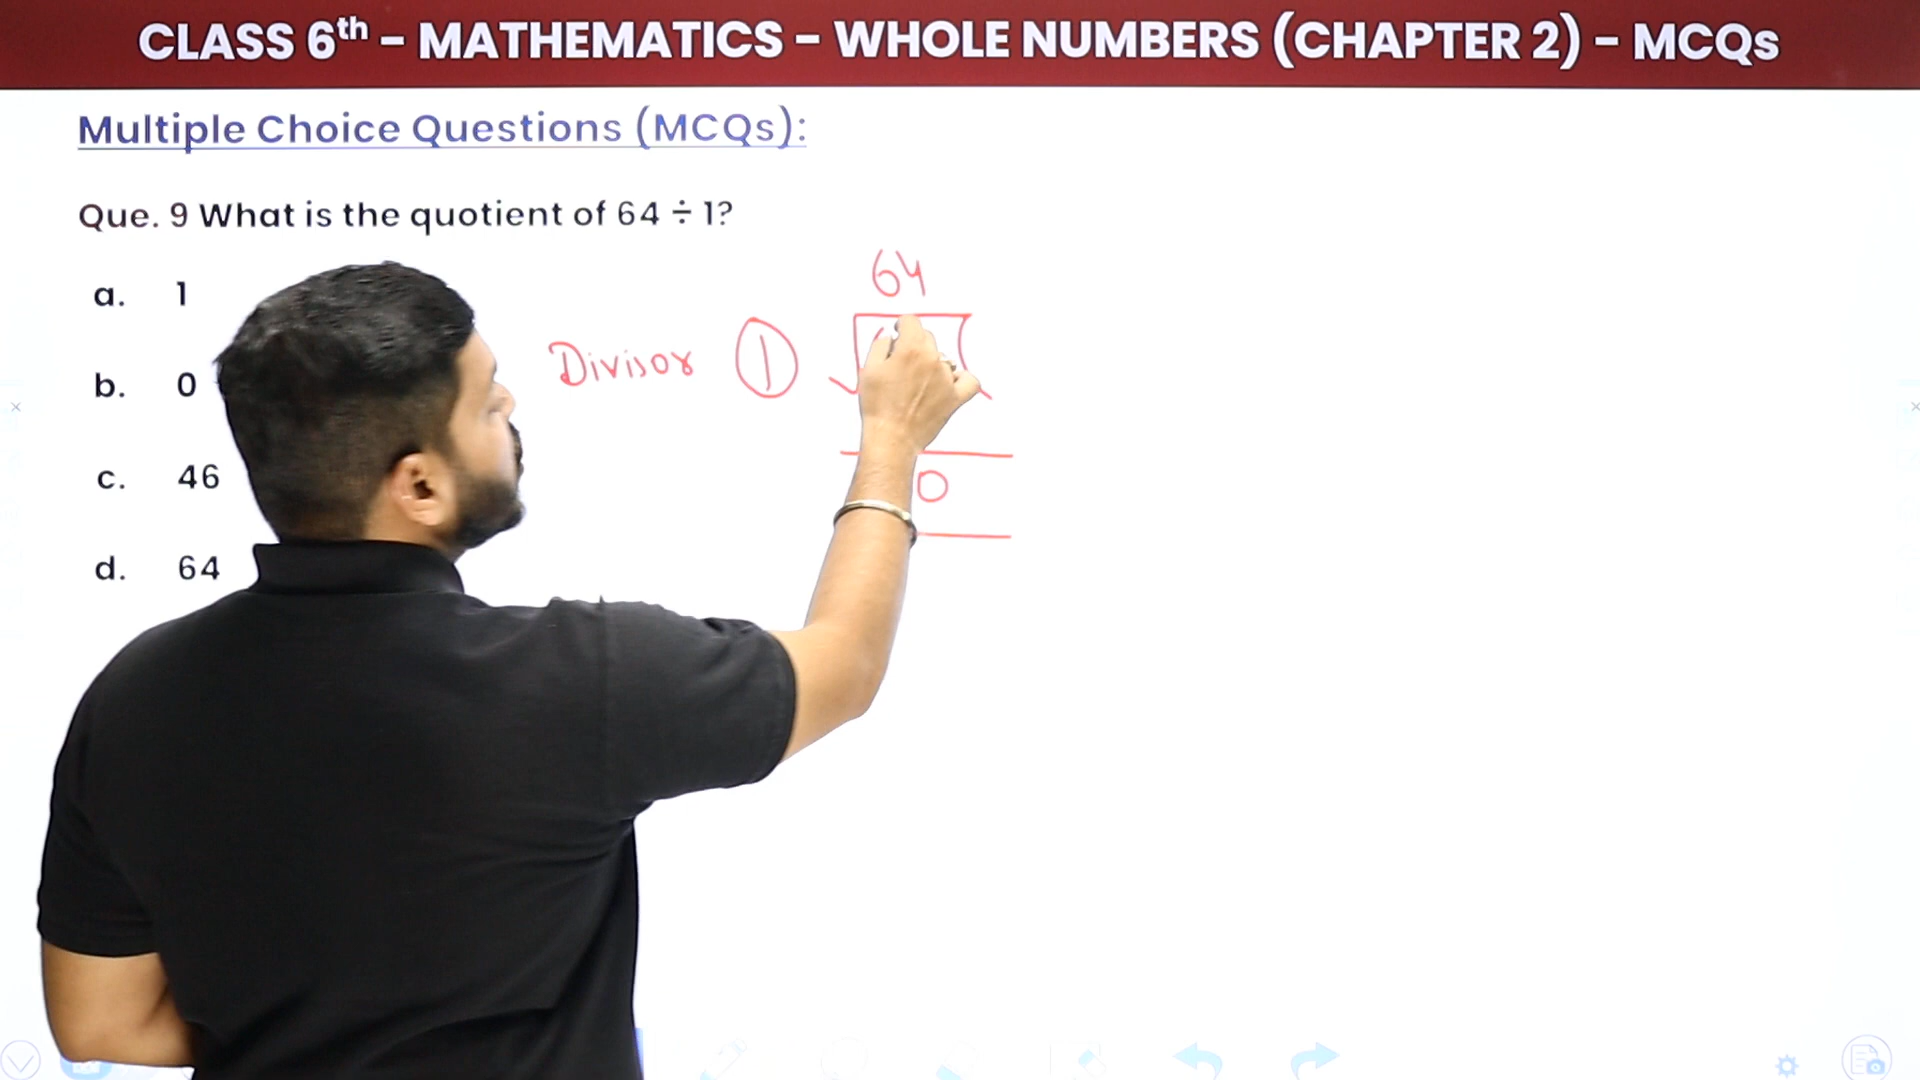 CLASS 6th - MATHEMATICS - WHOLE NUMBERS (CHAPTER 2) - MCQs
Multiple Choice Questions (MCQs):
Que. 9 What is the quotient of 64 ÷ 1?
a. 1
b. 0
c. 46
d. 64
64
Divisor 1
0